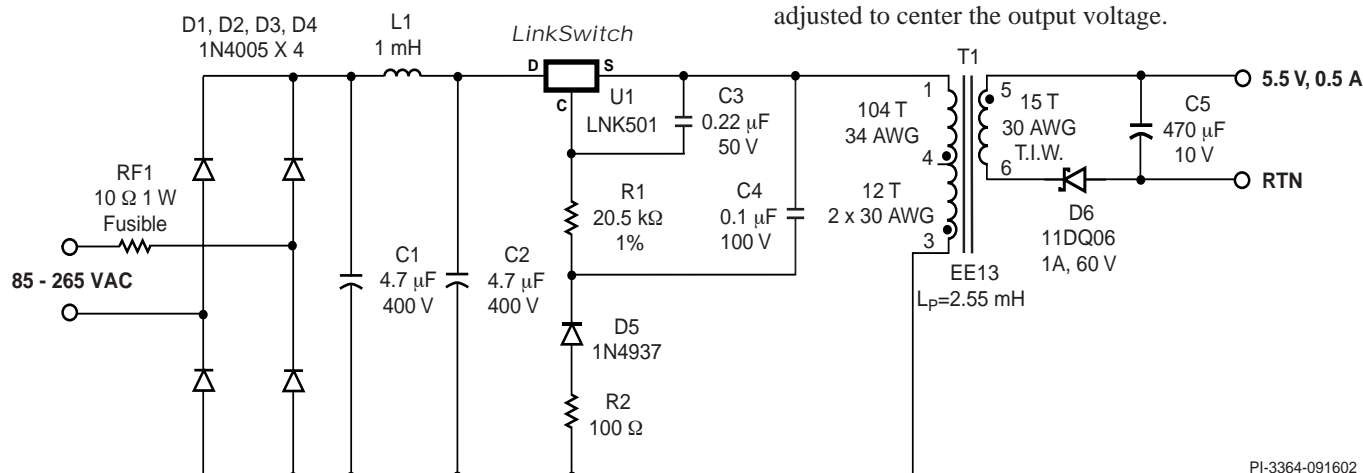 adjusted to center the output voltage.
D1, D2, D3, D4
1N4005 X 4
L1
1 mH
LinkSwitch
D
S
C
U1
LNK501
C3
0.22 µF
50 V
T1
1
104 T
34 AWG
4
12 T
2 x 30 AWG
3
5
15 T
30 AWG
T.I.W.
6
C5
470 µF
10 V
5.5 V, 0.5 A
RTN
RF1
10 Ω 1 W
Fusible
85 - 265 VAC
C1
4.7 µF
400 V
C2
4.7 µF
400 V
R1
20.5 kΩ
1%
C4
0.1 µF
100 V
D6
11DQ06
1A, 60 V
EE13
LP=2.55 mH
D5
1N4937
R2
100 Ω
PI-3364-091602